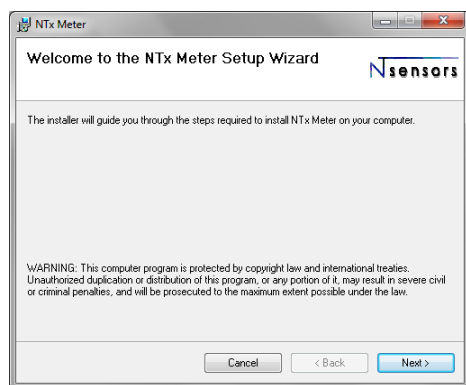 NTx Meter
Welcome to the NTx Meter Setup Wizard
Nsensors
The installer will guide you through the steps required to install NTx Meter on your computer.
WARNING: This computer program is protected by copyright law and international treaties.
Unauthorized duplication or distribution of this program, or any portion of it, may result in severe civil
or criminal penalties, and will be prosecuted to the maximum extent possible under the law.
Cancel
< Back
Next >